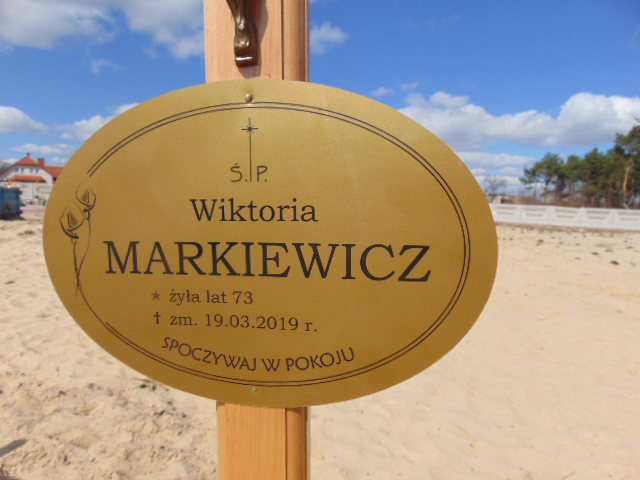 Ś. P.
Wiktoria
MARKIEWICZ
* żyła lat 73
† zm. 19.03.2019 r.
SPOCZYWAJ W POKOJU